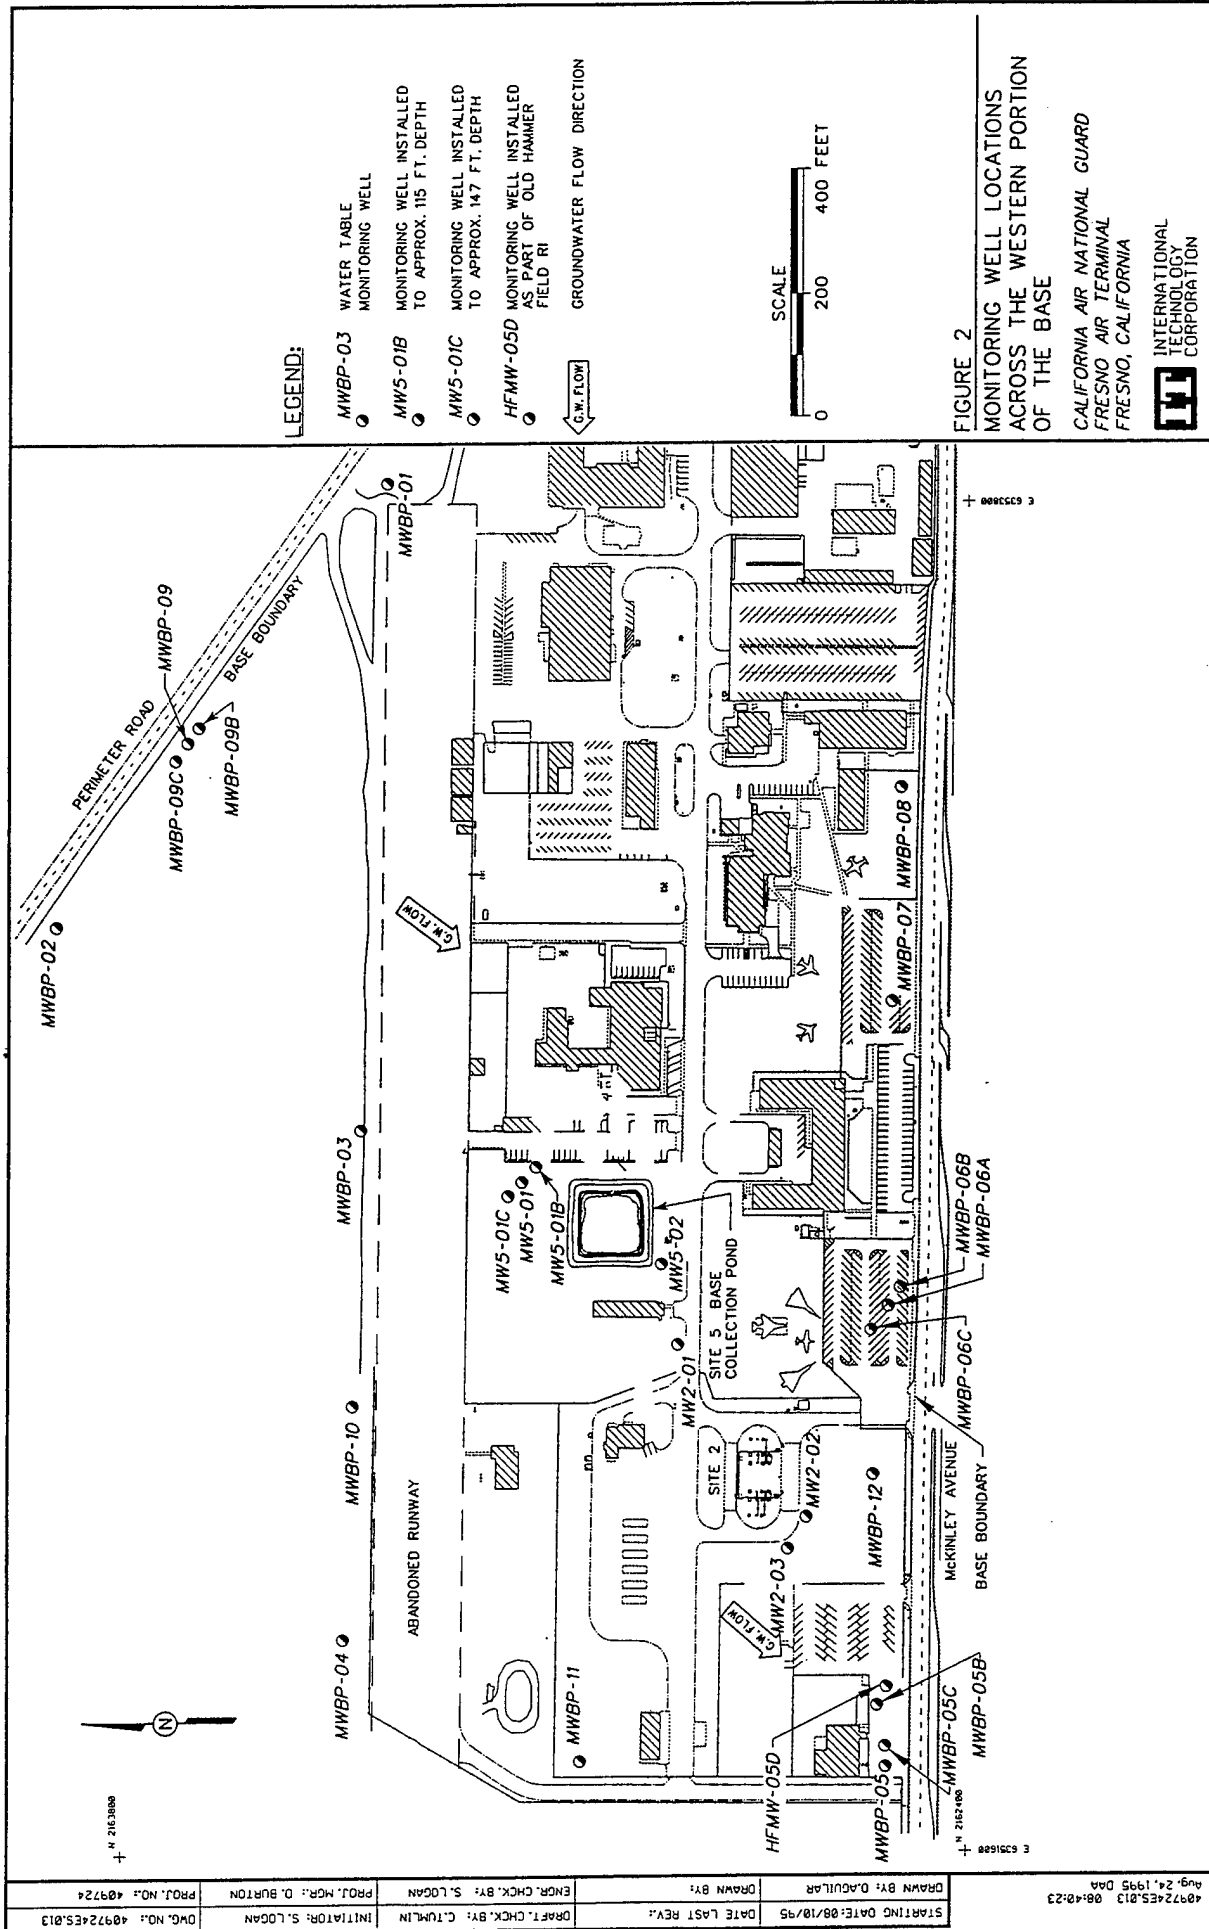 LEGEND:
MWBP-03
WATER TABLE
MONITORING WELL
MW5-01B
MONITORING WELL INSTALLED
TO APPROX. 115 FT. DEPTH
MW5-01C
MONITORING WELL INSTALLED
TO APPROX. 147 FT. DEPTH
HFMW-05D
MONITORING WELL INSTALLED
AS PART OF OLD HAMMER
FIELD RI
G.W. FLOW
GROUNDWATER FLOW DIRECTION
SCALE
0 200 400 FEET
FIGURE 2
MONITORING WELL LOCATIONS
ACROSS THE WESTERN PORTION
OF THE BASE
CALIFORNIA AIR NATIONAL GUARD
FRESNO AIR TERMINAL
FRESNO, CALIFORNIA
INTERNATIONAL
TECHNOLOGY
CORPORATION
PERIMETER ROAD
BASE BOUNDARY
MWBP-01
MWBP-09
MWBP-09C
MWBP-09B
MWBP-02
MWBP-03
MWBP-10
MWBP-04
ABANDONED RUNWAY
G.W. FLOW
MW5-01C
MW5-01
MW5-01B
MW5-02
SITE 5 BASE
COLLECTION POND
MW2-01
SITE 2
MW2-02
MW2-03
MWBP-12
MWBP-11
G.W. FLOW
MWBP-08
MWBP-07
MWBP-06B
MWBP-06A
MWBP-06C
McKINLEY AVENUE
BASE BOUNDARY
HFMW-05D
MWBP-05
MWBP-05C
MWBP-05B
N
N 2163800
N 2162400
E 6351600
E 6353800
STARTING DATE: 08/10/95
DATE LAST REV.:
DRAFT. CHCK. BY: C.TUMLIN
INITIATOR: S.LOGAN
DWG. NO.: 409724ES.013
DRAWN BY: D.AGUILAR
DRAWN BY:
ENGR. CHCK. BY: S.LOGAN
PROJ. MGR.: D. BURTON
PROJ. NO.: 409724
409724ES.013 08:40:23
Aug. 24, 1995 DAA